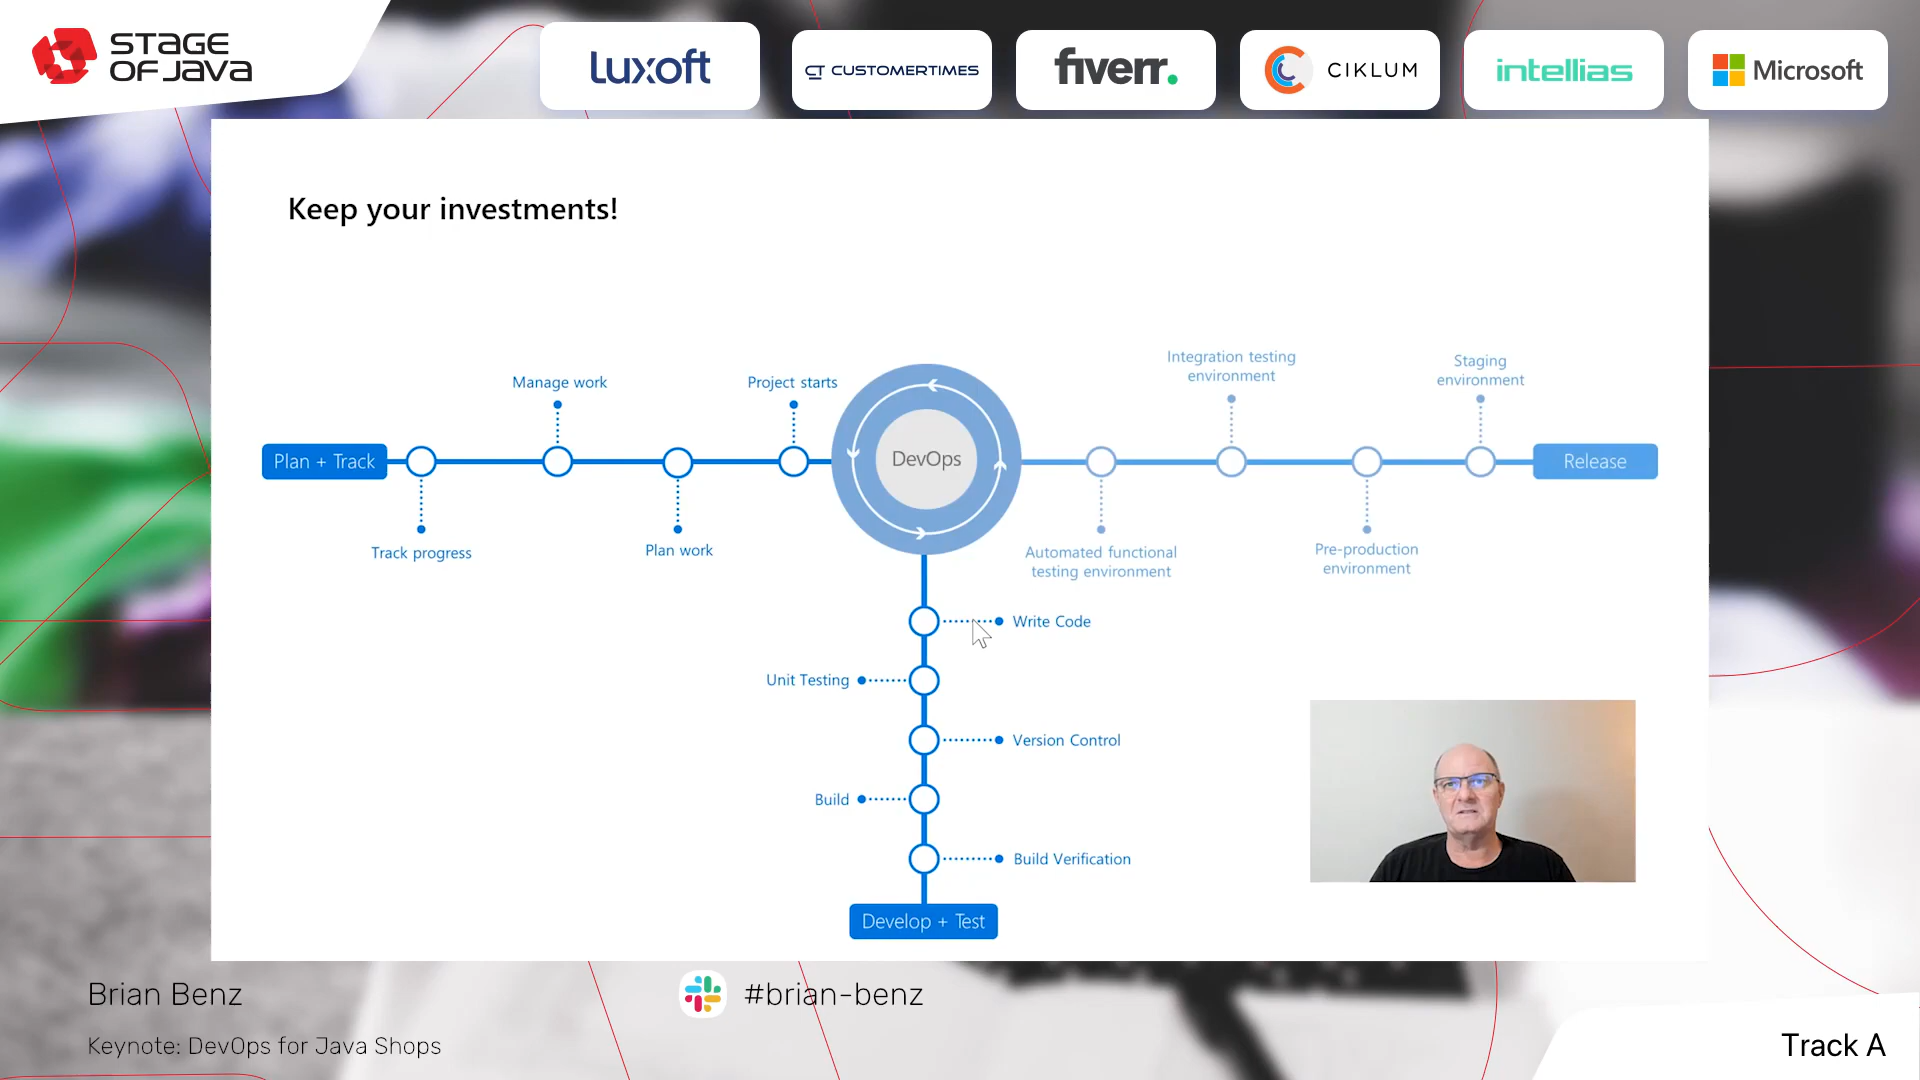 STAGE
OF JAVA
Luxoft
CT CUSTOMERTIMES
fiverr.
CIKLUM
intellias
Microsoft
Keep your investments!
Manage work
Project starts
Integration testing
environment
Staging
environment
Plan + Track
DevOps
Release
Track progress
Plan work
Automated functional
testing environment
Pre-production
environment
Write Code
Unit Testing
Version Control
Build
Build Verification
Develop + Test
Brian Benz
#brian-benz
Keynote: DevOps for Java Shops
Track A